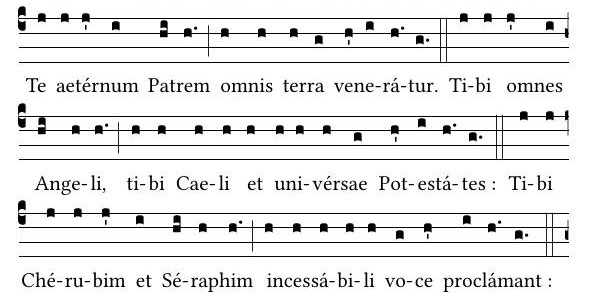 Te aetérnum Patrem omnis terra vene-rá-tur. Ti-bi omnes
Ange-li, ti-bi Cae-li et uni-vérsae Pot-está-tes : Ti-bi
Ché-ru-bim et Sé-raphim incessá-bi-li vo-ce proclámant :